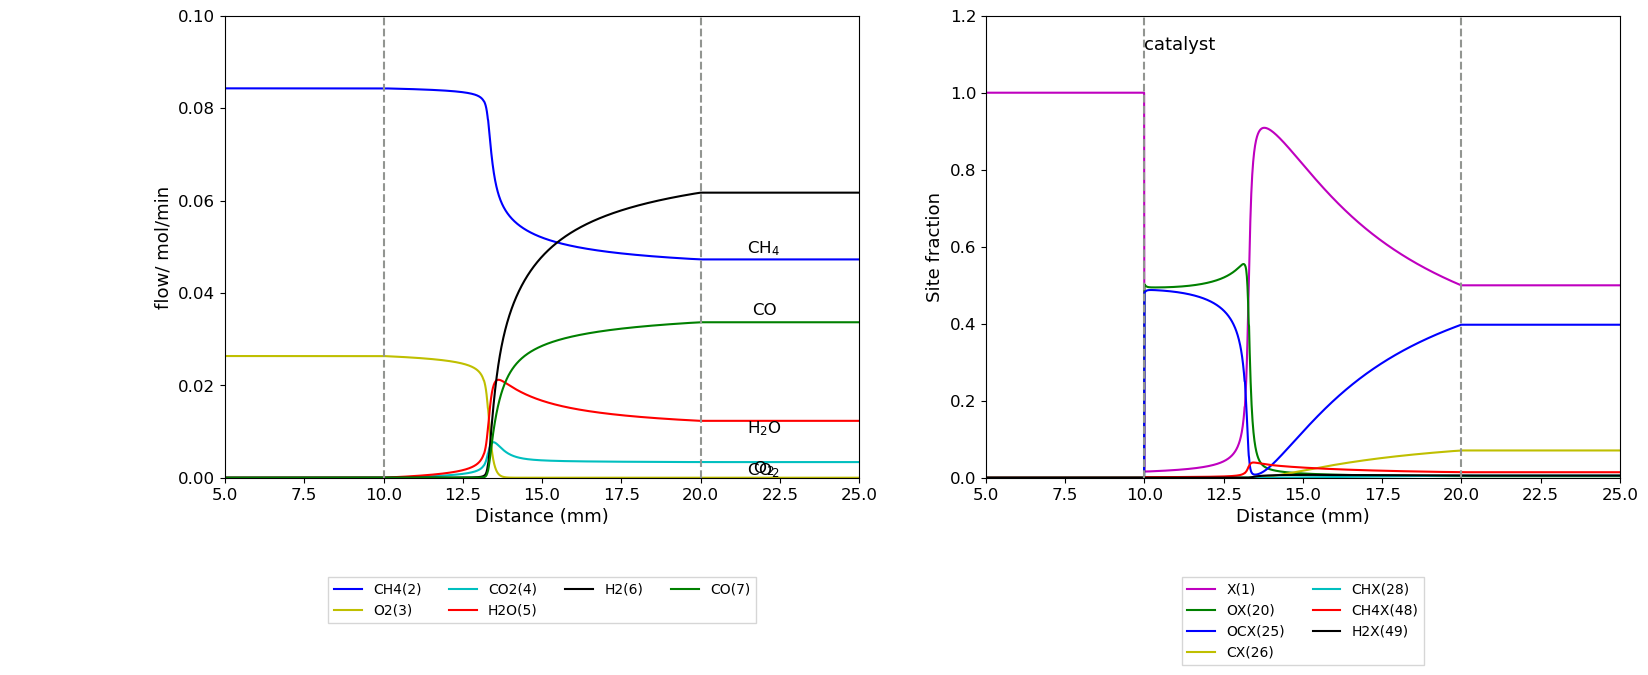 0.10
0.08
0.06
0.04
0.02
0.00
flow/ mol/min
CH₄
CO
H₂O
O₂
CO₂
5.0 7.5 10.0 12.5 15.0 17.5 20.0 22.5 25.0
Distance (mm)
CH4(2) CO2(4) H2(6) CO(7)
O2(3) H2O(5)
1.2
1.0
0.8
0.6
0.4
0.2
0.0
Site fraction
catalyst
5.0 7.5 10.0 12.5 15.0 17.5 20.0 22.5 25.0
Distance (mm)
X(1) CHX(28)
OX(20) CH4X(48)
OCX(25) H2X(49)
CX(26)